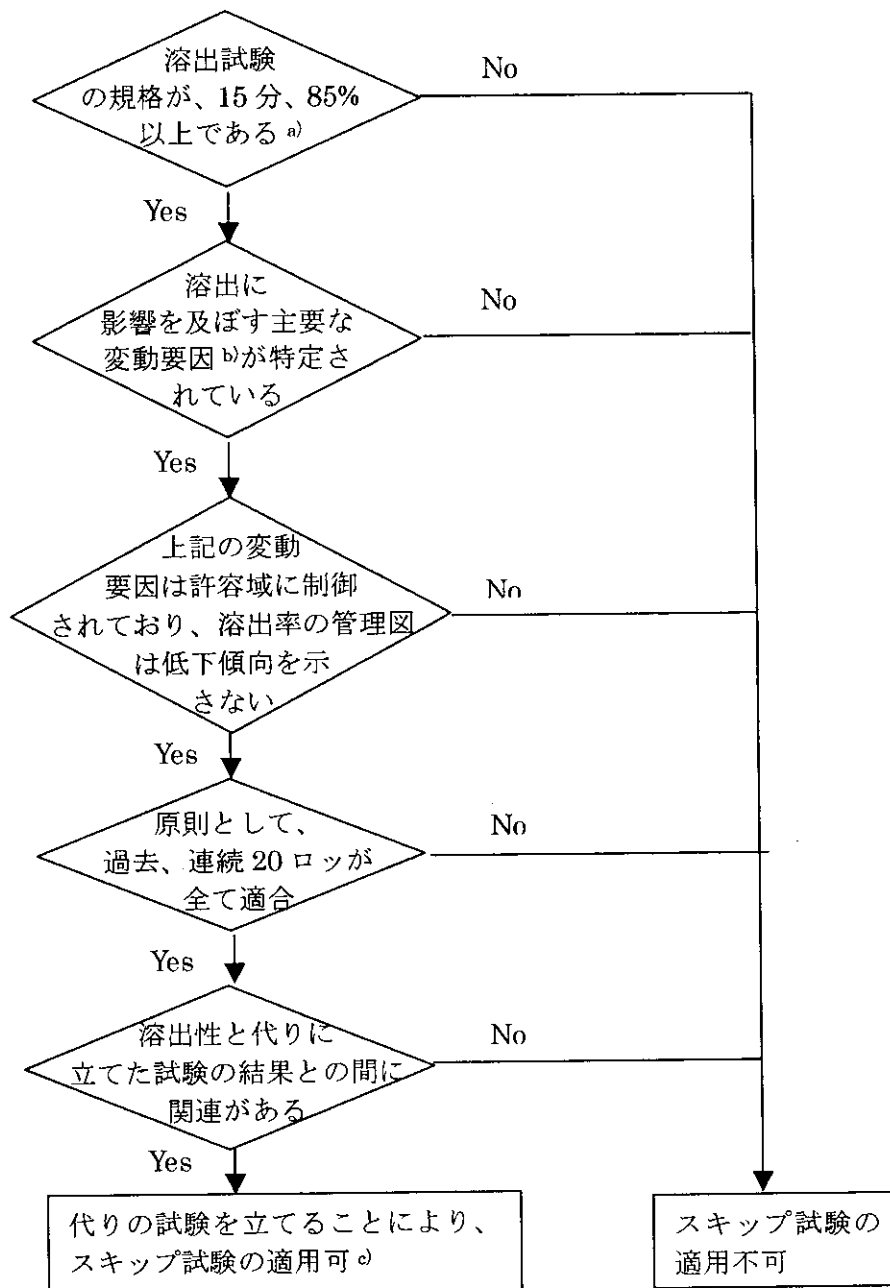 溶出試験
の規格が、15分、85%
以上であるa)
No
Yes
溶出に
影響を及ぼす主要な
変動要因b)が特定さ
れている
No
Yes
上記の変動
要因は許容域に制御
されており、溶出率の管理図
は低下傾向を示
さない
No
Yes
原則として、
過去、連続20ロッが
全て適合
No
Yes
溶出性と代りに
立てた試験の結果との間に
関連がある
No
Yes
代りの試験を立てることにより、
スキップ試験の適用可c)
スキップ試験の
適用不可